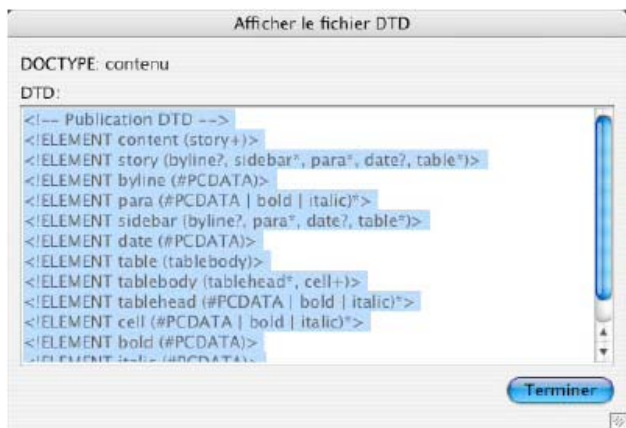 Afficher le fichier DTD
DOCTYPE: contenu
DTD:
<!-- Publication DTD -->
<!ELEMENT content (story+)>
<!ELEMENT story (byline?, sidebar*, para*, date?, table*)>
<!ELEMENT byline (#PCDATA)>
<!ELEMENT para (#PCDATA | bold | italic)*>
<!ELEMENT sidebar (byline?, para*, date?, table*)>
<!ELEMENT date (#PCDATA)>
<!ELEMENT table (tablebody)>
<!ELEMENT tablebody (tablehead*, cell+)>
<!ELEMENT tablehead (#PCDATA | bold | italic)*>
<!ELEMENT cell (#PCDATA | bold | italic)*>
<!ELEMENT bold (#PCDATA)>
<!ELEMENT italic (#PCDATA)>
Terminer